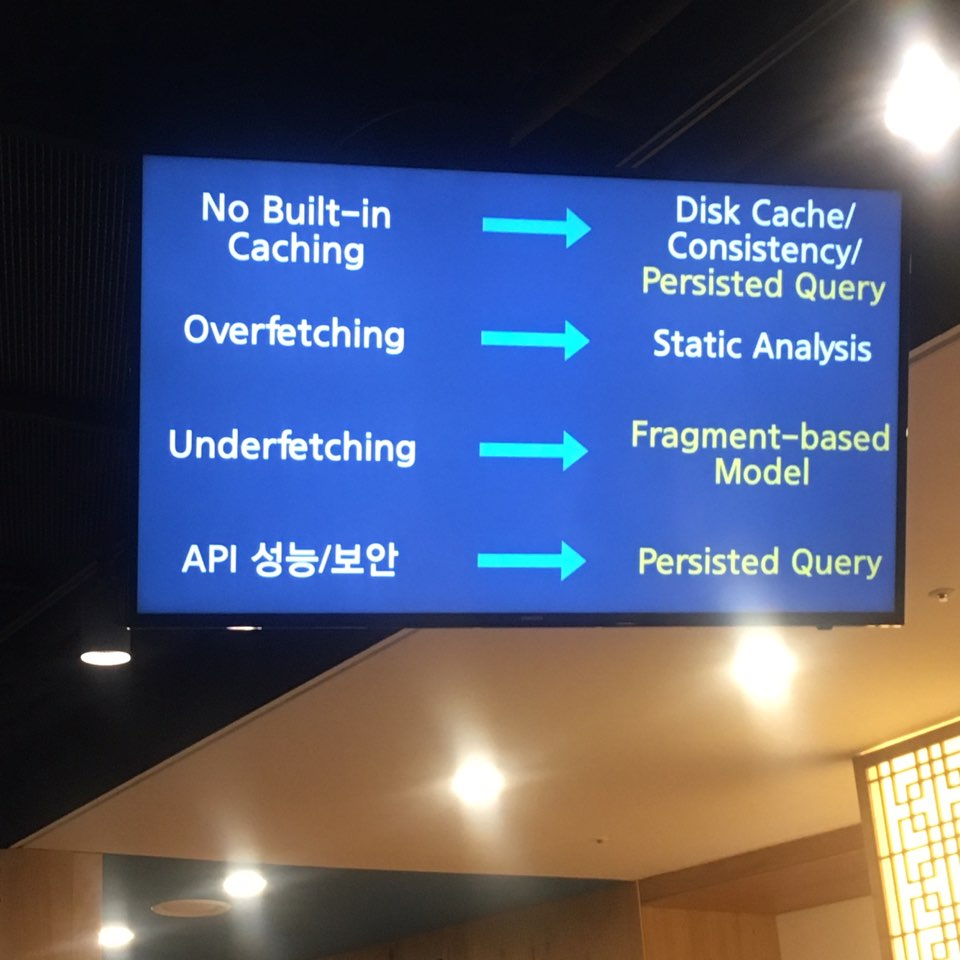 No Built-in
Caching
Disk Cache/
Consistency/
Persisted Query
Overfetching
Static Analysis
Underfetching
Fragment-based
Model
API 성능/보안
Persisted Query